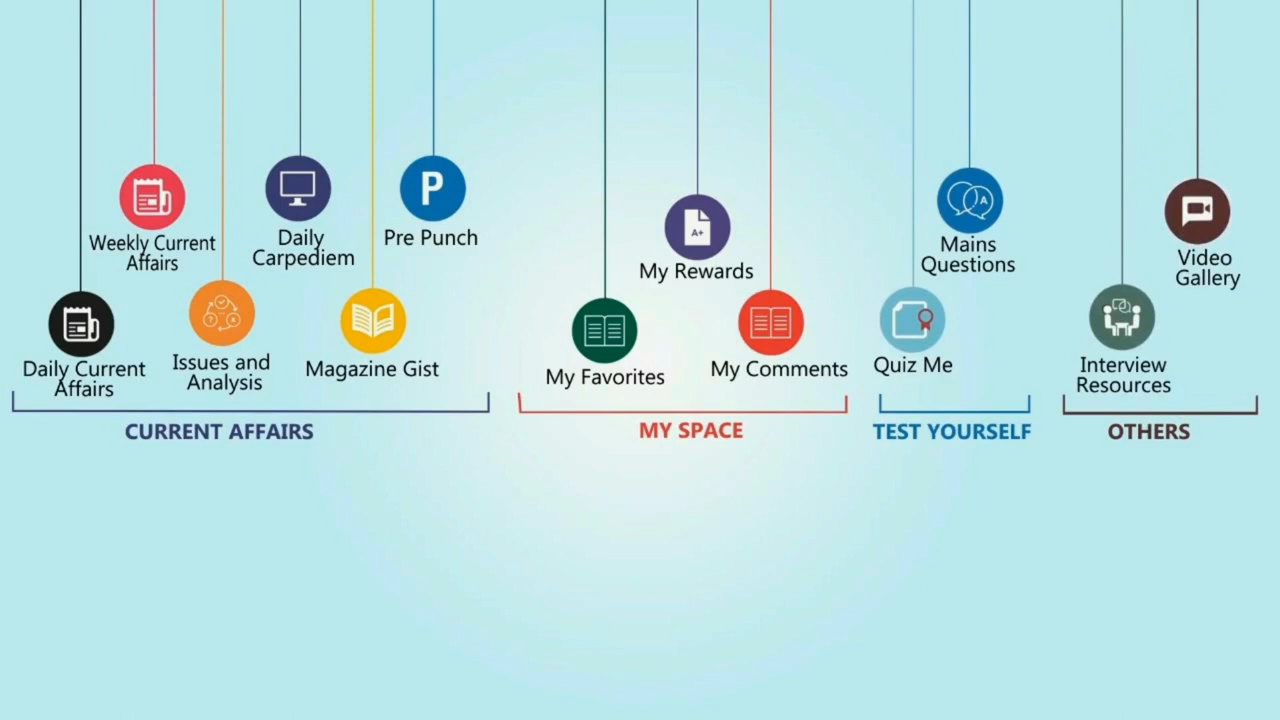 Weekly Current
Affairs
Daily
Carpediem
P
Pre Punch
Daily Current
Affairs
Issues and
Analysis
Magazine Gist
CURRENT AFFAIRS
A+
My Rewards
My Favorites
My Comments
MY SPACE
A
Mains
Questions
Quiz Me
TEST YOURSELF
Video
Gallery
Interview
Resources
OTHERS